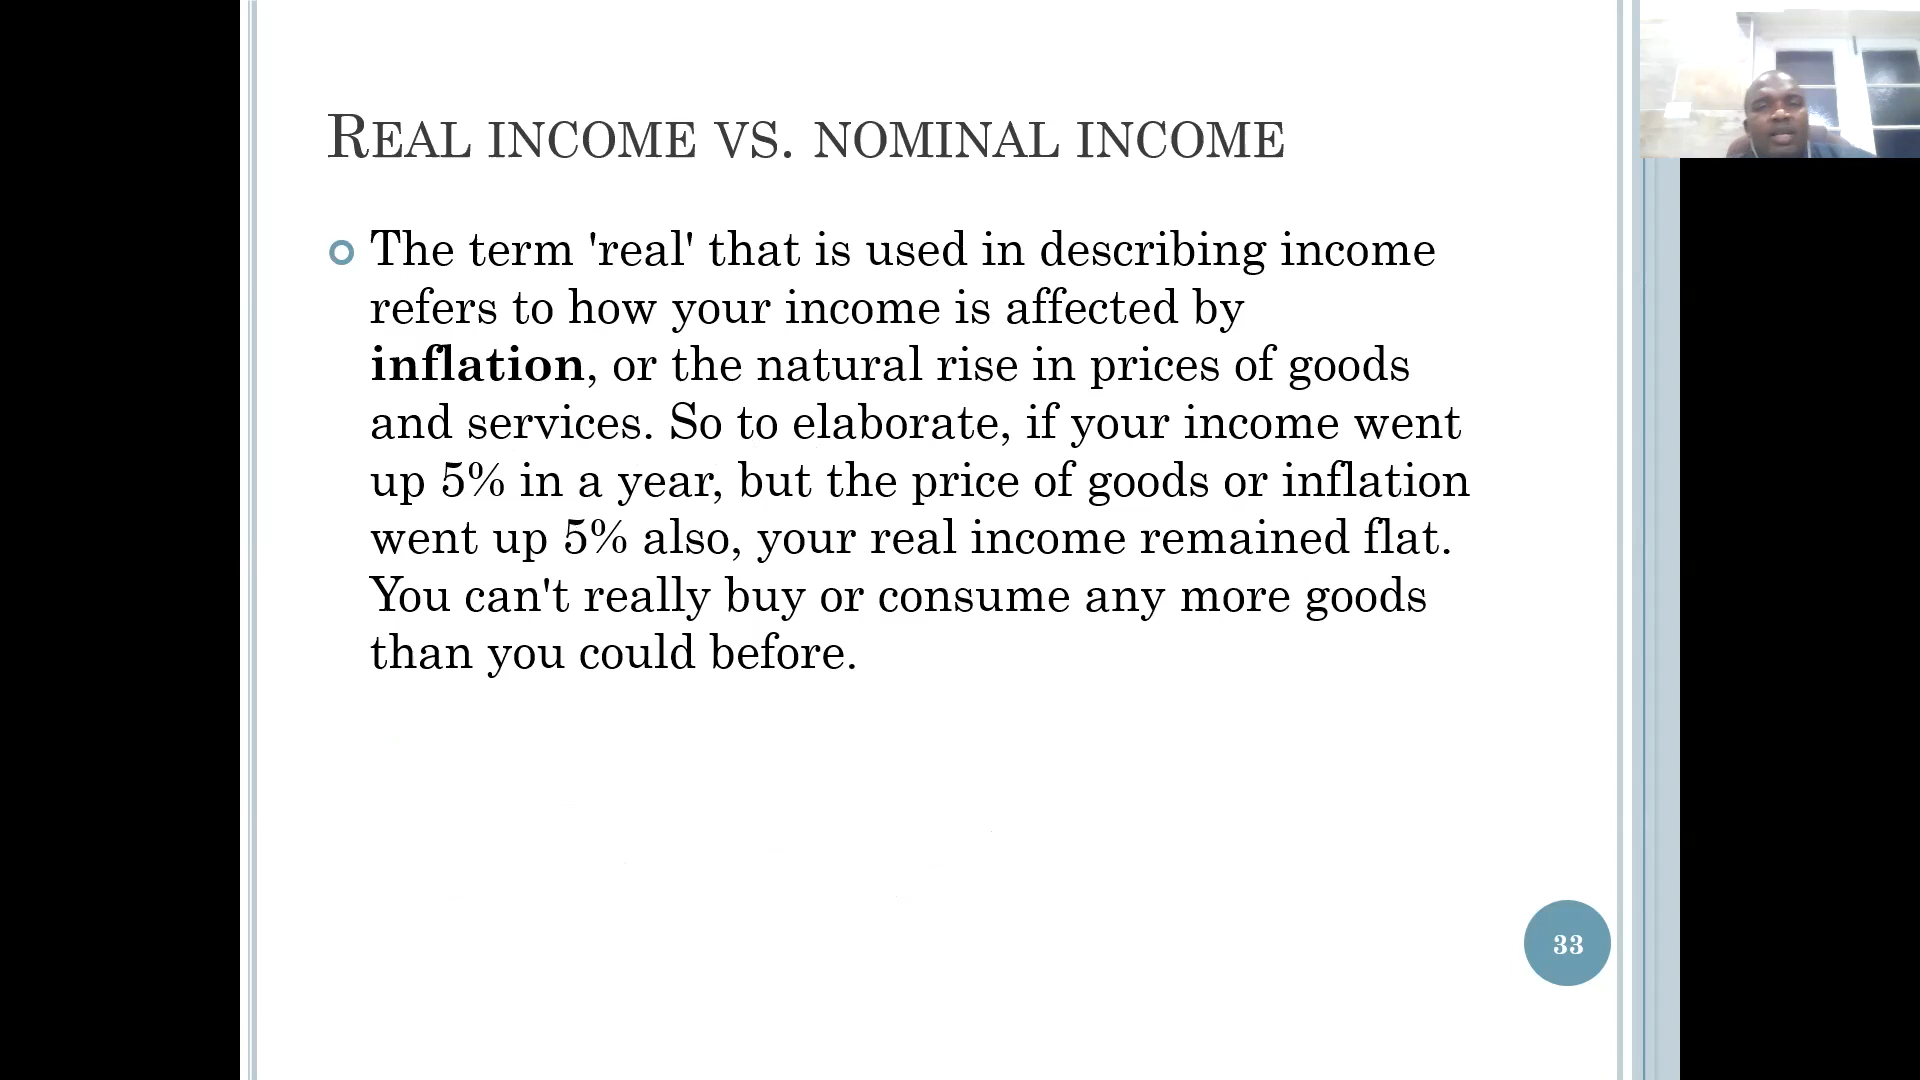 REAL INCOME VS. NOMINAL INCOME
The term 'real' that is used in describing income
refers to how your income is affected by
inflation, or the natural rise in prices of goods
and services. So to elaborate, if your income went
up 5% in a year, but the price of goods or inflation
went up 5% also, your real income remained flat.
You can't really buy or consume any more goods
than you could before.
33